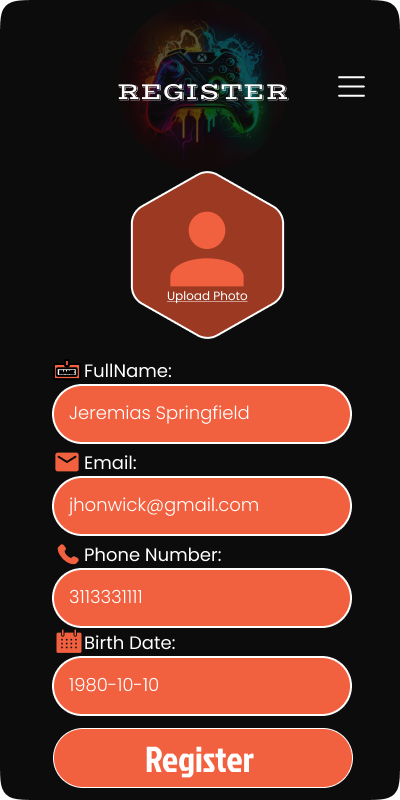 REGISTER
Upload Photo
NAME
FullName:
Jeremias Springfield
Email:
jhonwick@gmail.com
Phone Number:
3113331111
Birth Date:
1980-10-10
Register